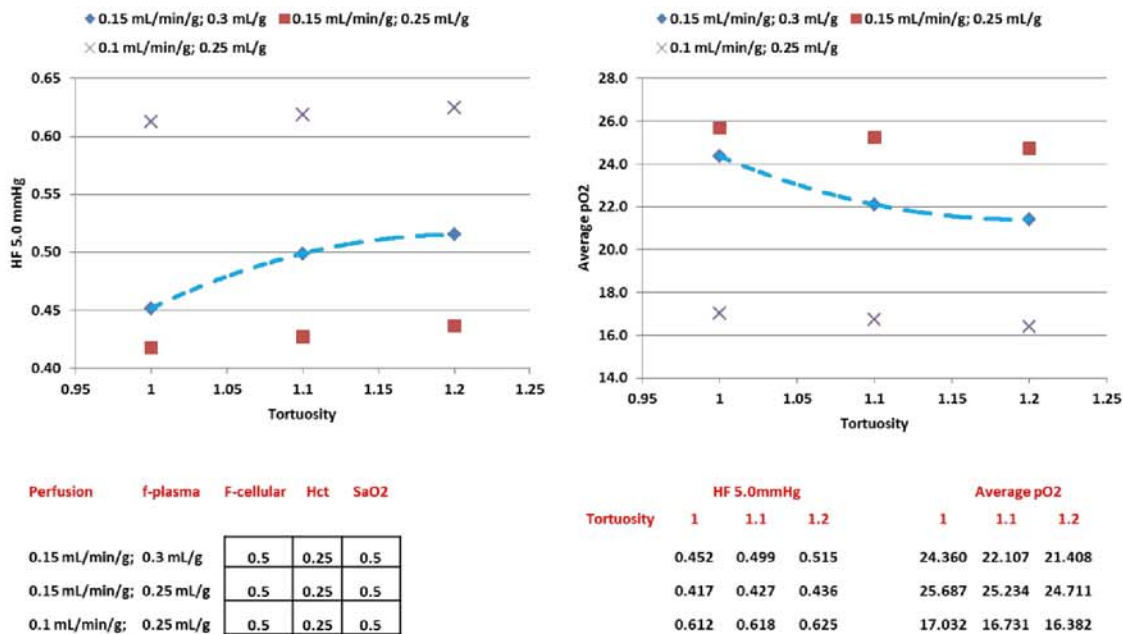 0.15 mL/min/g; 0.3 mL/g
0.15 mL/min/g; 0.25 mL/g
0.1 mL/min/g; 0.25 mL/g
0.65
0.60
0.55
0.50
0.45
0.40
HF 5.0 mmHg
0.95 1 1.05 1.1 1.15 1.2 1.25
Tortuosity
0.15 mL/min/g; 0.3 mL/g
0.15 mL/min/g; 0.25 mL/g
0.1 mL/min/g; 0.25 mL/g
28.0
26.0
24.0
22.0
20.0
18.0
16.0
14.0
Average pO2
0.95 1 1.05 1.1 1.15 1.2 1.25
Tortuosity
Perfusion f-plasma F-cellular Hct SaO2
0.15 mL/min/g; 0.3 mL/g 0.5 0.25 0.5
0.15 mL/min/g; 0.25 mL/g 0.5 0.25 0.5
0.1 mL/min/g; 0.25 mL/g 0.5 0.25 0.5
HF 5.0mmHg Average pO2
Tortuosity 1 1.1 1.2 1 1.1 1.2
0.452 0.499 0.515 24.360 22.107 21.408
0.417 0.427 0.436 25.687 25.234 24.711
0.612 0.618 0.625 17.032 16.731 16.382